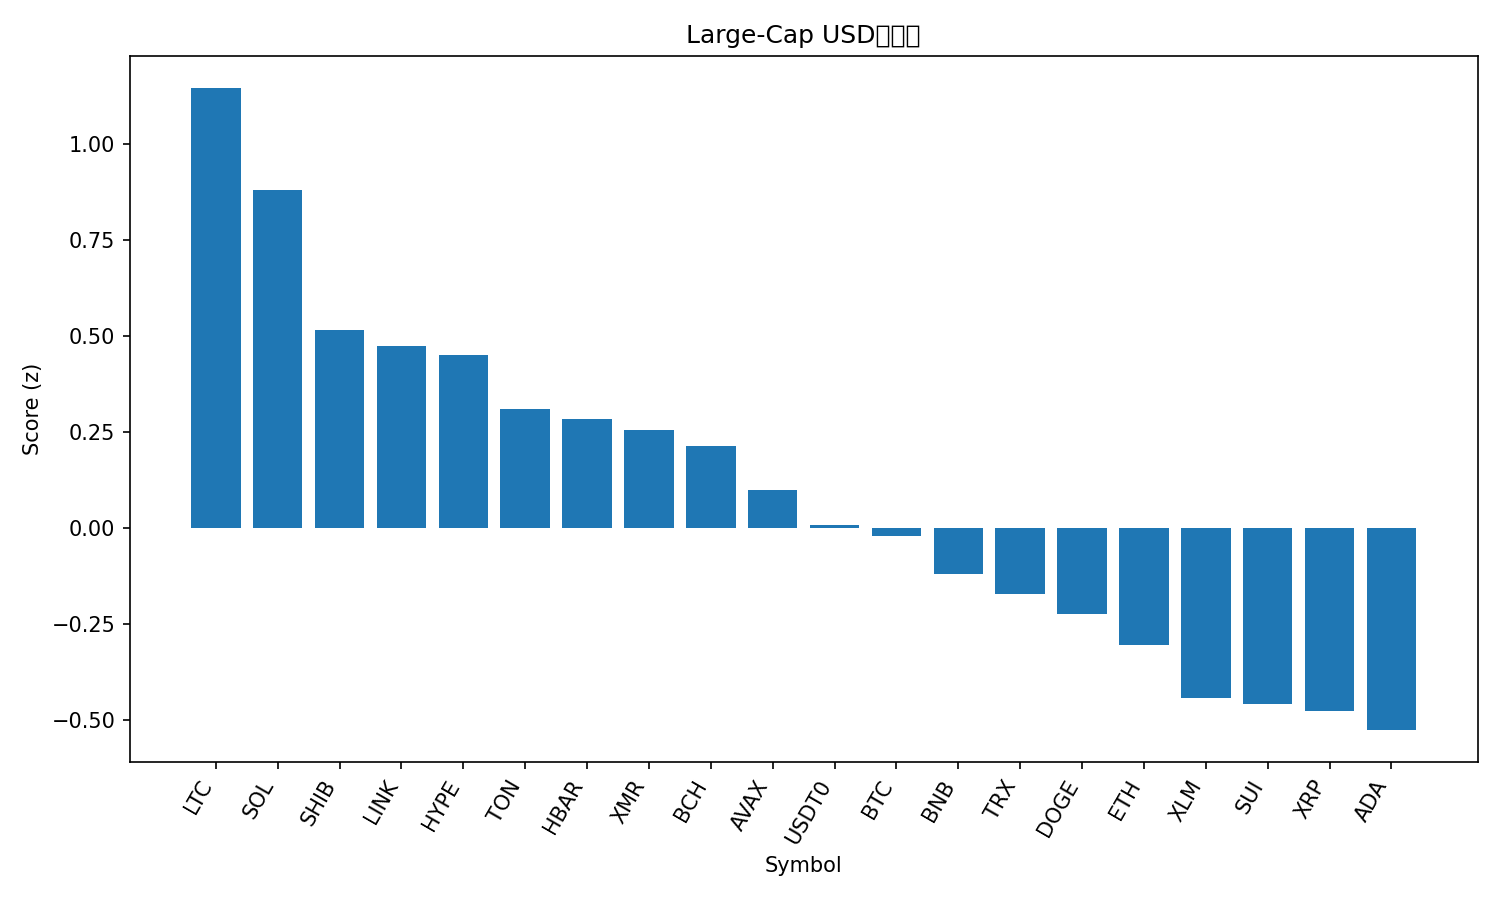 Large-Cap USD
Score (z)
1.00
0.75
0.50
0.25
0.00
−0.25
−0.50
LTC
SOL
SHIB
LINK
HYPE
TON
HBAR
XMR
BCH
AVAX
USDT0
BTC
BNB
TRX
DOGE
ETH
XLM
SUI
XRP
ADA
Symbol